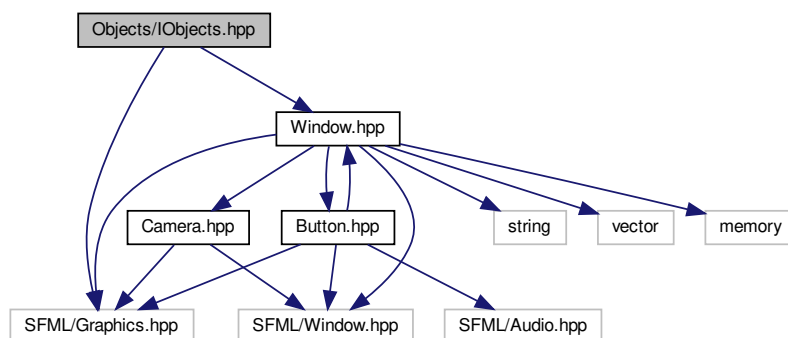 Objects/IObjects.hpp
Window.hpp
Camera.hpp
Button.hpp
string
vector
memory
SFML/Graphics.hpp
SFML/Window.hpp
SFML/Audio.hpp